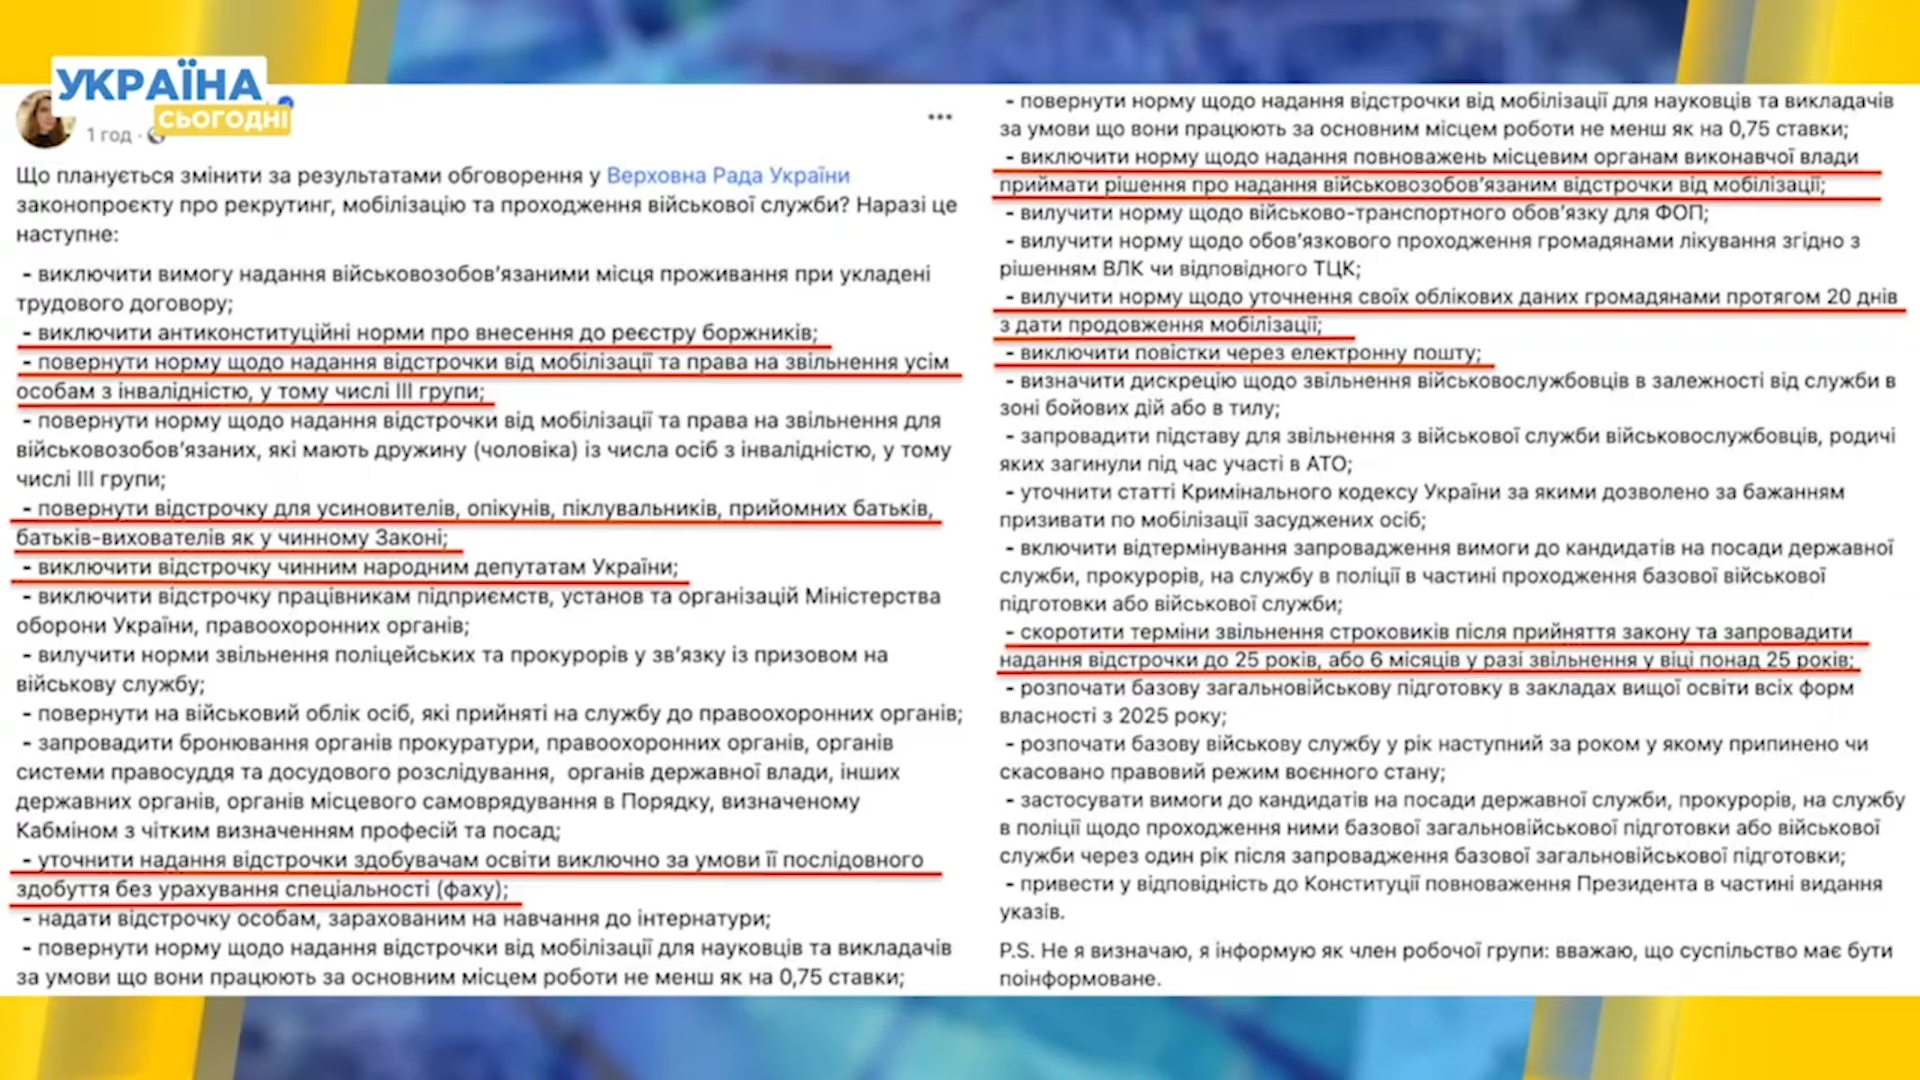 УКРАЇНА
СЬОГОДНІ
1 год ·
Що планується змінити за результатами обговорення у Верховна Рада України
законопроєкту про рекрутинг, мобілізацію та проходження військової служби? Наразі це
наступне:
- виключити вимогу надання військовозобов’язаними місця проживання при укладені
трудового договору;
- виключити антиконституційні норми про внесення до реєстру боржників;
- повернути норму щодо надання відстрочки від мобілізації та права на звільнення усім
особам з інвалідністю, у тому числі III групи;
- повернути норму щодо надання відстрочки від мобілізації та права на звільнення для
військовозобов’язаних, які мають дружину (чоловіка) із числа осіб з інвалідністю, у тому
числі III групи;
- повернути відстрочку для усиновителів, опікунів, піклувальників, прийомних батьків,
батьків-вихователів як у чинному Законі;
- виключити відстрочку чинним народним депутатам України;
- виключити відстрочку працівникам підприємств, установ та організацій Міністерства
оборони України, правоохоронних органів;
- вилучити норми звільнення поліцейських та прокурорів у зв’язку із призовом на
військову службу;
- повернути на військовий облік осіб, які прийняті на службу до правоохоронних органів;
- запровадити бронювання органів прокуратури, правоохоронних органів, органів
системи правосуддя та досудового розслідування, органів державної влади, інших
державних органів, органів місцевого самоврядування в Порядку, визначеному
Кабміном з чітким визначенням професій та посад;
- уточнити надання відстрочки здобувачам освіти виключно за умови її послідовного
здобуття без урахування спеціальності (фаху);
- надати відстрочку особам, зарахованим на навчання до інтернатури;
- повернути норму щодо надання відстрочки від мобілізації для науковців та викладачів
за умови що вони працюють за основним місцем роботи не менш як на 0,75 ставки;
- повернути норму щодо надання відстрочки від мобілізації для науковців та викладачів
за умови що вони працюють за основним місцем роботи не менш як на 0,75 ставки;
- виключити норму щодо надання повноважень місцевим органам виконавчої влади
приймати рішення про надання військовозобов’язаним відстрочки від мобілізації;
- вилучити норму щодо військово-транспортного обов’язку для ФОП;
- вилучити норму щодо обов’язкового проходження громадянами лікування згідно з
рішенням ВЛК чи відповідного ТЦК;
- вилучити норму щодо уточнення своїх облікових даних громадянами протягом 20 днів
з дати продовження мобілізації;
- виключити повістки через електронну пошту;
- визначити дискрецію щодо звільнення військовослужбовців в залежності від служби в
зоні бойових дій або в тилу;
- запровадити підставу для звільнення з військової служби військовослужбовців, родичі
яких загинули під час участі в АТО;
- уточнити статті Кримінального кодексу України за якими дозволено за бажанням
призивати по мобілізації засуджених осіб;
- включити відтермінування запровадження вимоги до кандидатів на посади державної
служби, прокурорів, на службу в поліції в частині проходження базової військової
підготовки або військової служби;
- скоротити терміни звільнення строковиків після прийняття закону та запровадити
надання відстрочки до 25 років, або 6 місяців у разі звільнення у віці понад 25 років;
- розпочати базову загальновійськову підготовку в закладах вищої освіти всіх форм
власності з 2025 року;
- розпочати базову військову службу у рік наступний за роком у якому припинено чи
скасовано правовий режим воєнного стану;
- застосувати вимоги до кандидатів на посади державної служби, прокурорів, на службу
в поліції щодо проходження ними базової загальновійськової підготовки або військової
служби через один рік після запровадження базової загальновійськової підготовки;
- привести у відповідність до Конституції повноваження Президента в частині видання
указів.
P.S. Не я визначаю, я інформую як член робочої групи: вважаю, що суспільство має бути
поінформоване.